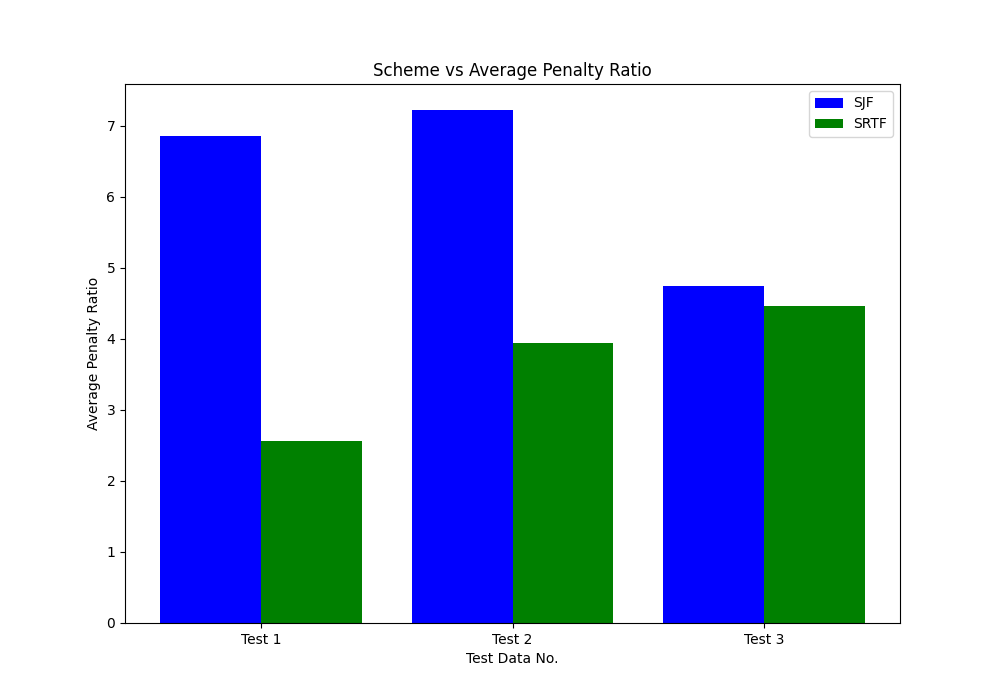 Scheme vs Average Penalty Ratio
SJF
SRTF
Average Penalty Ratio
7
6
5
4
3
2
1
0
Test 1
Test 2
Test 3
Test Data No.